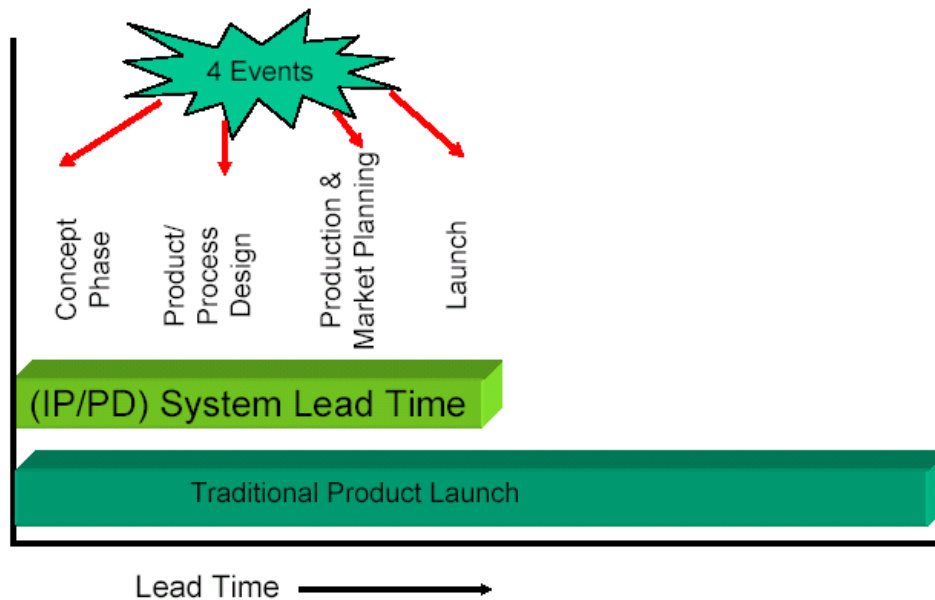 4 Events
Concept
Phase
Product/
Process
Design
Production &
Market Planning
Launch
(IP/PD) System Lead Time
Traditional Product Launch
Lead Time